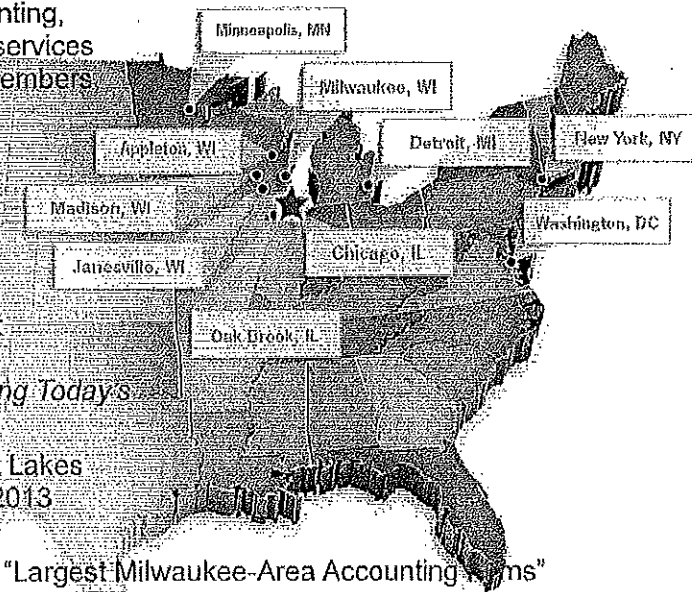 nting,
services
embers
Minneapolis, MN
Milwaukee, WI
Appleton, WI
Detroit, MI
New York, NY
Madison, WI
Washington, DC
Janesville, WI
Chicago, IL
Oak Brook, IL
ng Today's
Lakes
2013
"Largest Milwaukee-Area Accounting Firms"